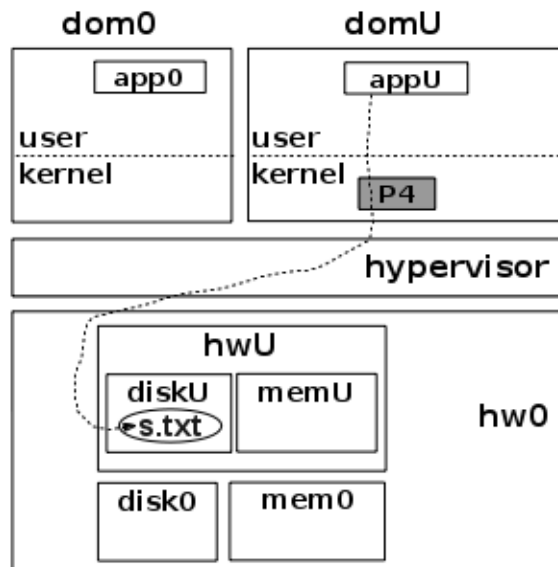 dom0 domU
app0 appU
user user
kernel kernel
P4
hypervisor
hwU
diskU memU
s.txt
hw0
disk0 mem0